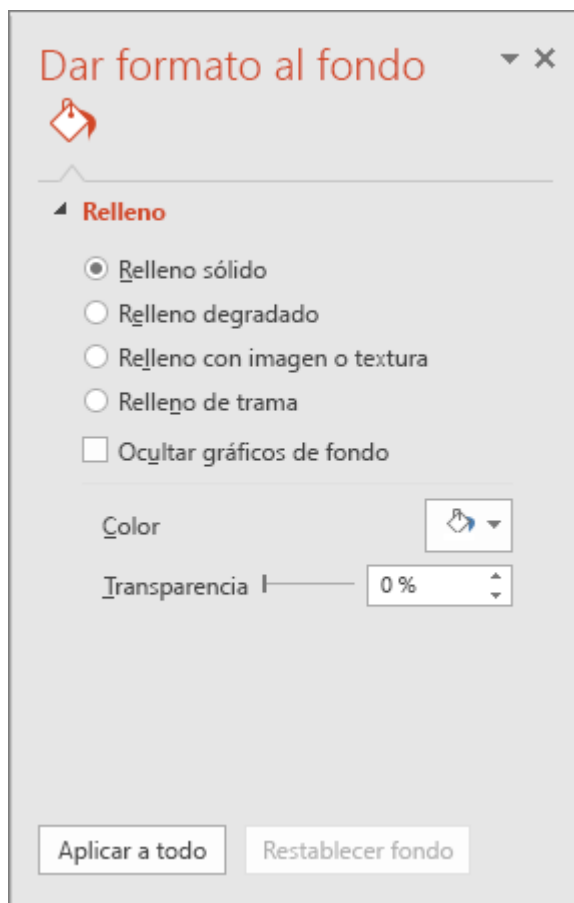 Dar formato al fondo
Relleno
Relleno sólido
Relleno degradado
Relleno con imagen o textura
Relleno de trama
Ocultar gráficos de fondo
Color
Transparencia 0 %
Aplicar a todo Restablecer fondo